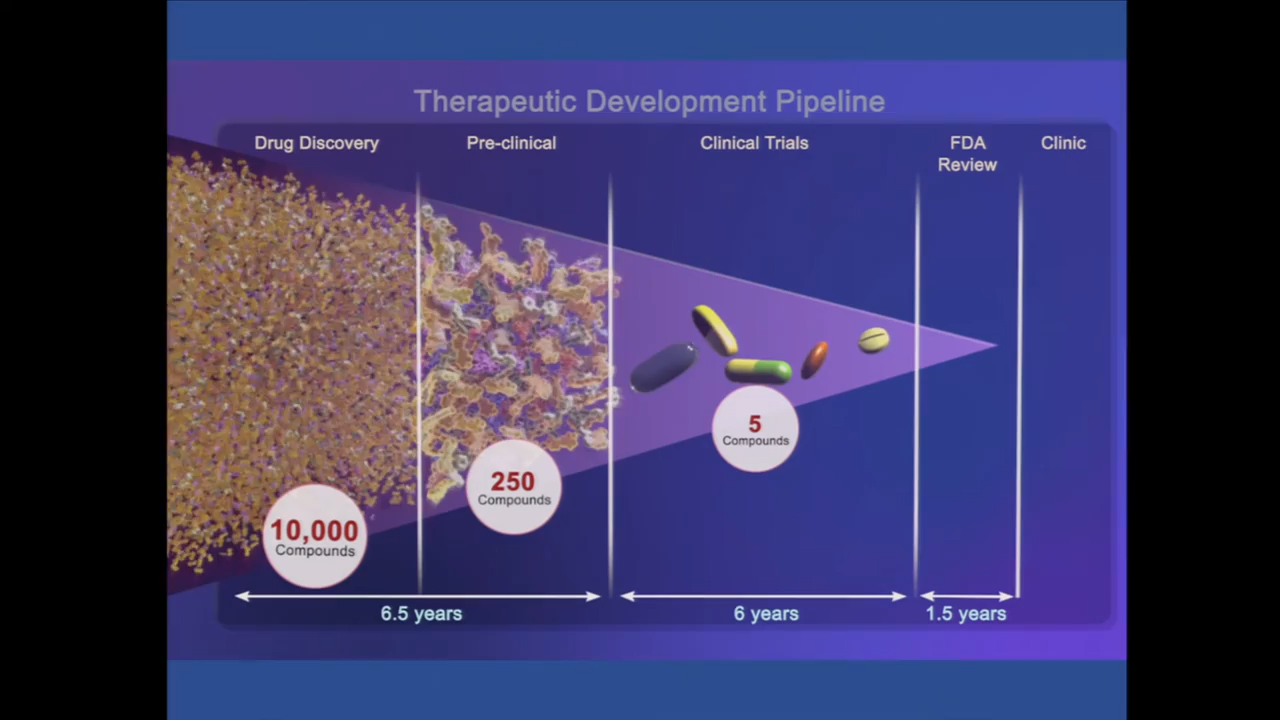 Therapeutic Development Pipeline
Drug Discovery
Pre-clinical
Clinical Trials
FDA
Review
Clinic
10,000
Compounds
250
Compounds
5
Compounds
6.5 years
6 years
1.5 years